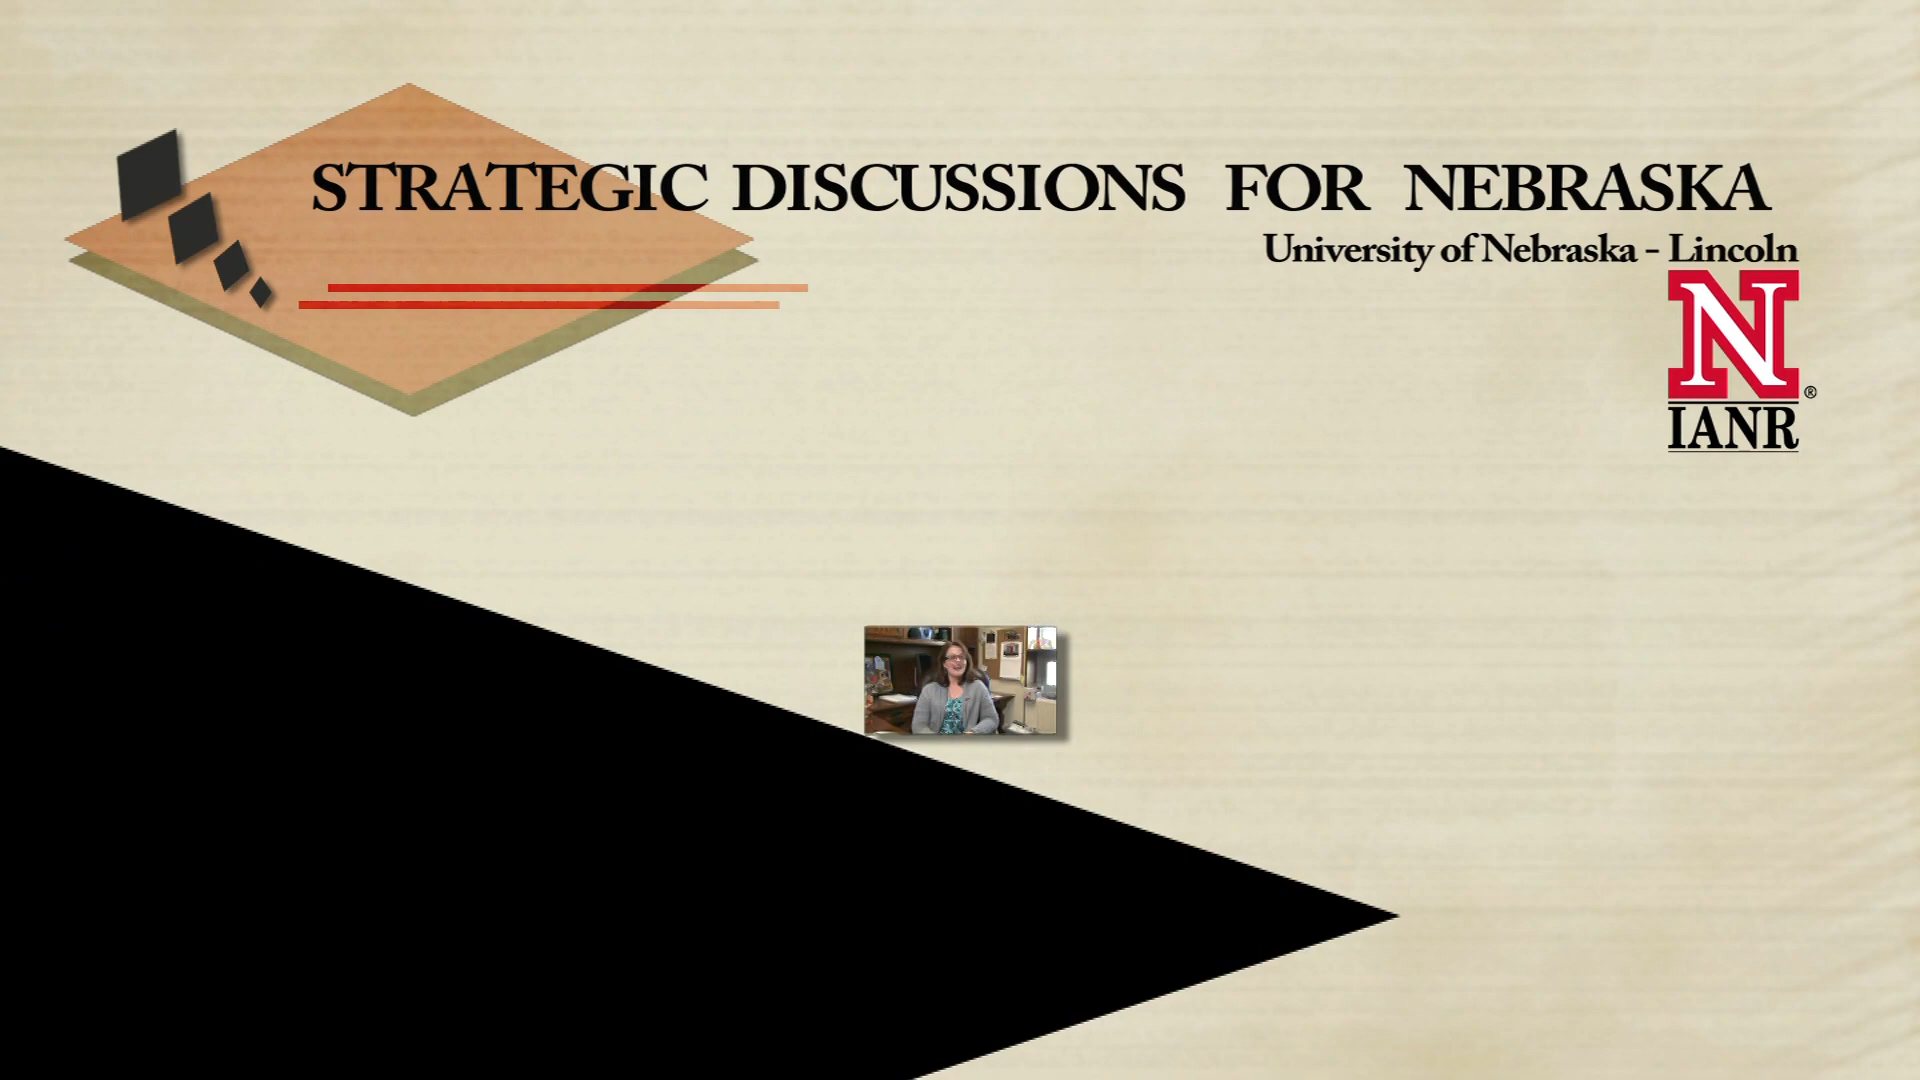 STRATEGIC DISCUSSIONS FOR NEBRASKA
University of Nebraska - Lincoln
N
®
IANR